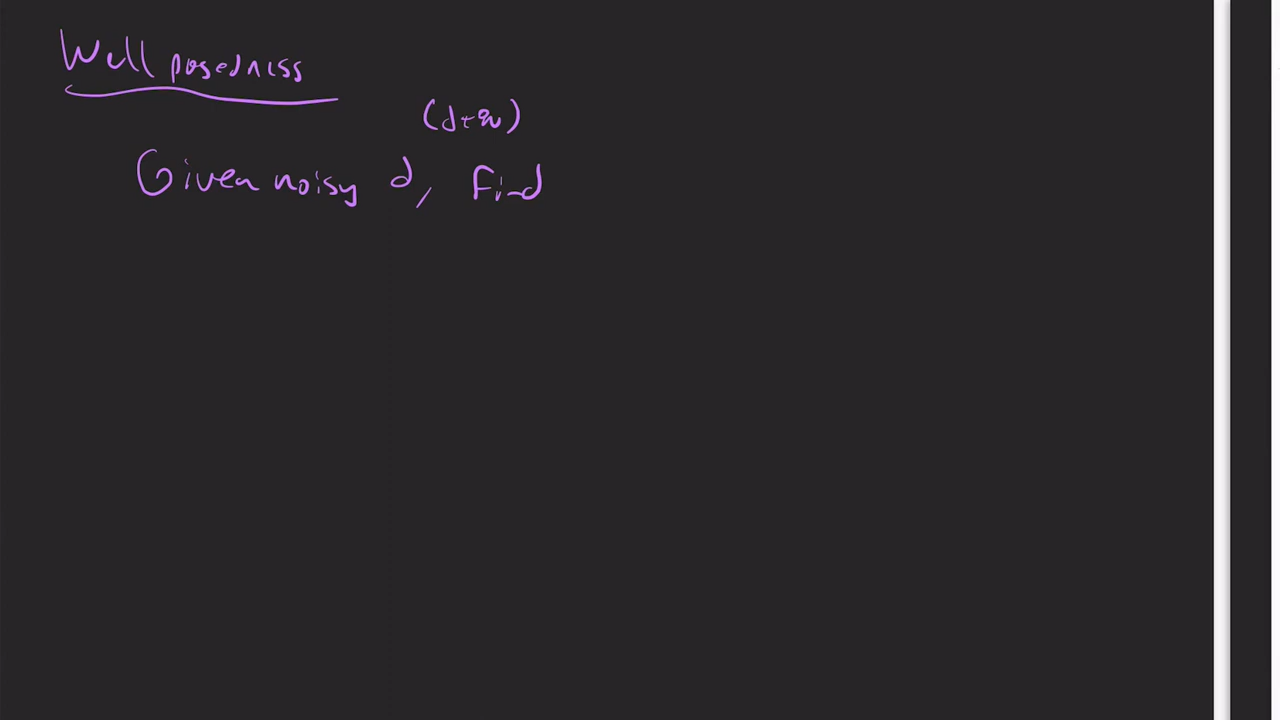 Well posedness
(d+η)
Given noisy d, find